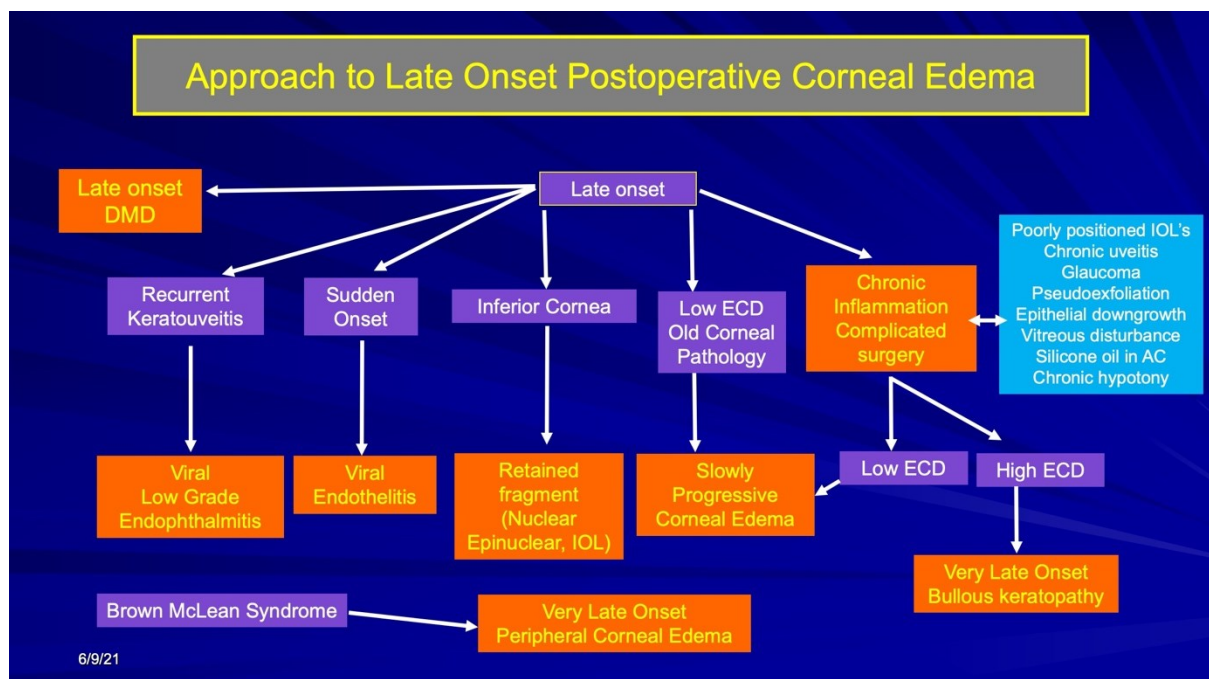 Approach to Late Onset Postoperative Corneal Edema
Late onset
DMD
Late onset
Recurrent
Keratouveitis
Sudden
Onset
Inferior Cornea
Low ECD
Old Corneal
Pathology
Chronic
Inflammation
Complicated
surgery
Poorly positioned IOL's
Chronic uveitis
Glaucoma
Pseudoexfoliation
Epithelial downgrowth
Vitreous disturbance
Silicone oil in AC
Chronic hypotony
Viral
Low Grade
Endophthalmitis
Viral
Endothelitis
Retained
fragment
(Nuclear
Epinuclear, IOL)
Slowly
Progressive
Corneal Edema
Low ECD
High ECD
Very Late Onset
Bullous keratopathy
Brown McLean Syndrome
Very Late Onset
Peripheral Corneal Edema
6/9/21